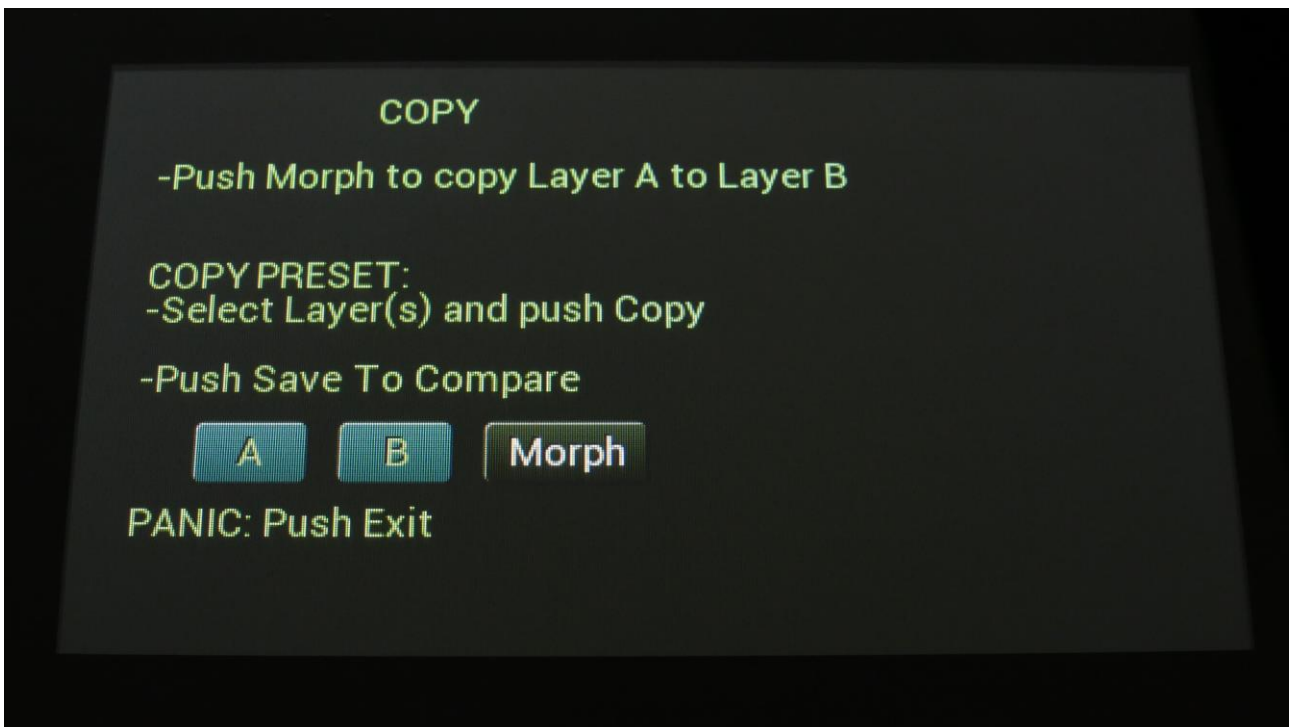 COPY
-Push Morph to copy Layer A to Layer B
COPY PRESET:
-Select Layer(s) and push Copy
-Push Save To Compare
A B Morph
PANIC: Push Exit